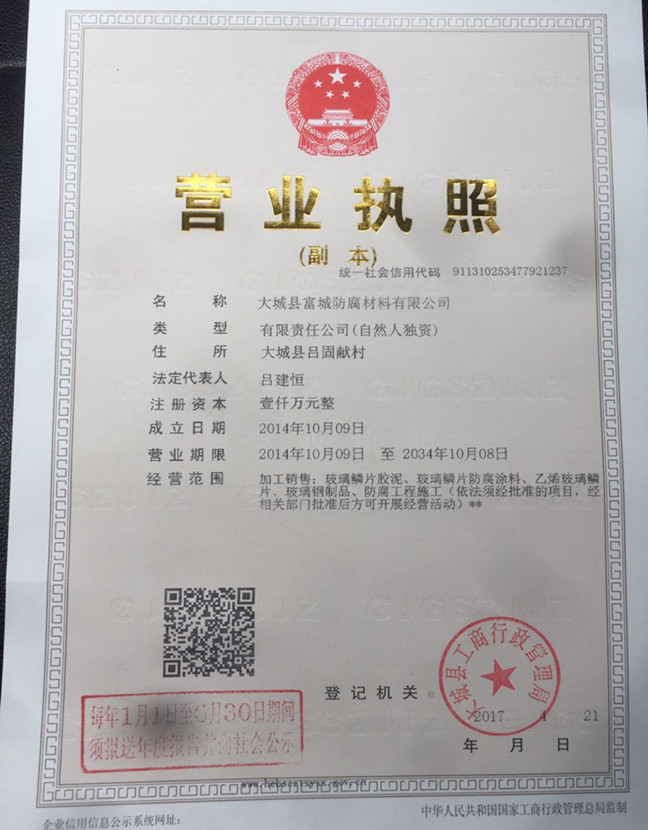 营业执照
(副 本)
统一社会信用代码 911310253477921237
名称 大城县富城防腐材料有限公司
类型 有限责任公司(自然人独资)
住所 大城县吕固献村
法定代表人 吕建恒
注册资本 壹仟万元整
成立日期 2014年10月09日
营业期限 2014年10月09日 至 2034年10月08日
经营范围 加工销售：玻璃鳞片胶泥、玻璃鳞片防腐涂料、乙烯玻璃鳞
片、玻璃钢制品、防腐工程施工（依法须经批准的项目，经
相关部门批准后方可开展经营活动）**
大城县工商行政管理局
登记机关
每年1月1日至6月30日期间
须报送年度报告并向社会公示
2017 4 21
年 月 日
企业信用信息公示系统网址：
中华人民共和国国家工商行政管理总局监制